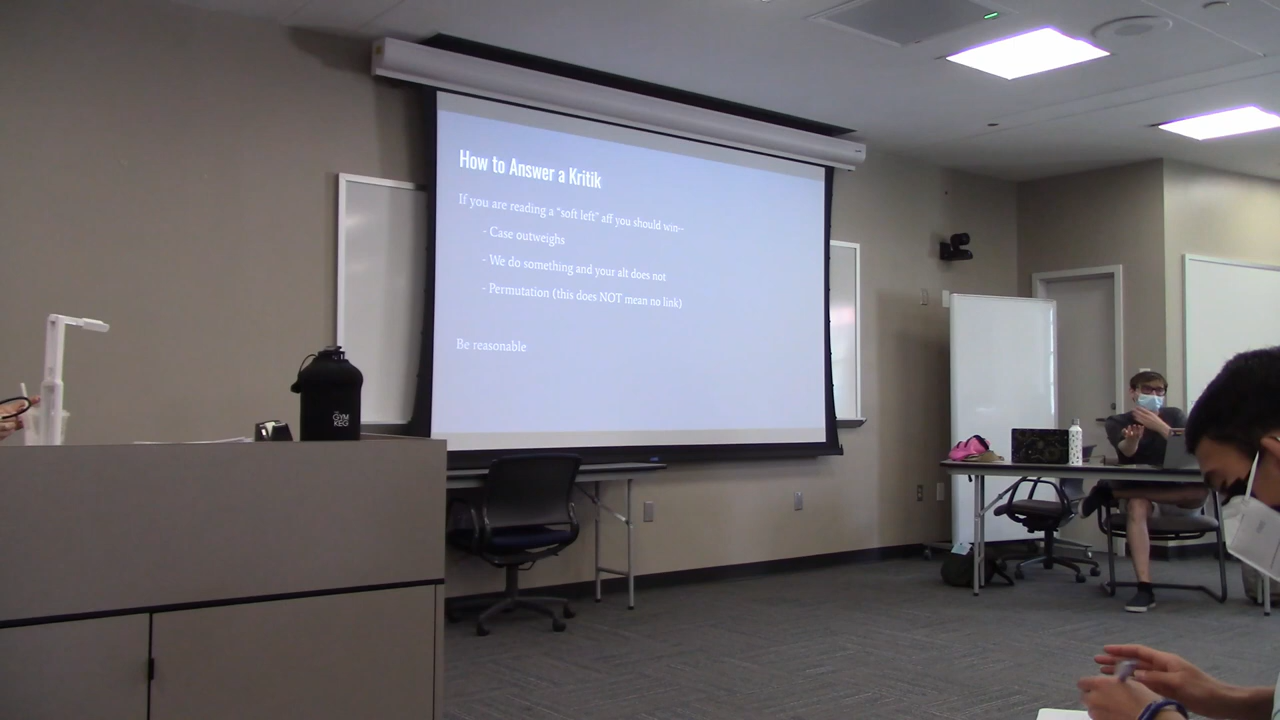 How to Answer a Kritik
If you are reading a "soft left" aff you should win--
- Case outweighs
- We do something and your alt does not
- Permutation (this does NOT mean no link)
Be reasonable
GYM
KEG